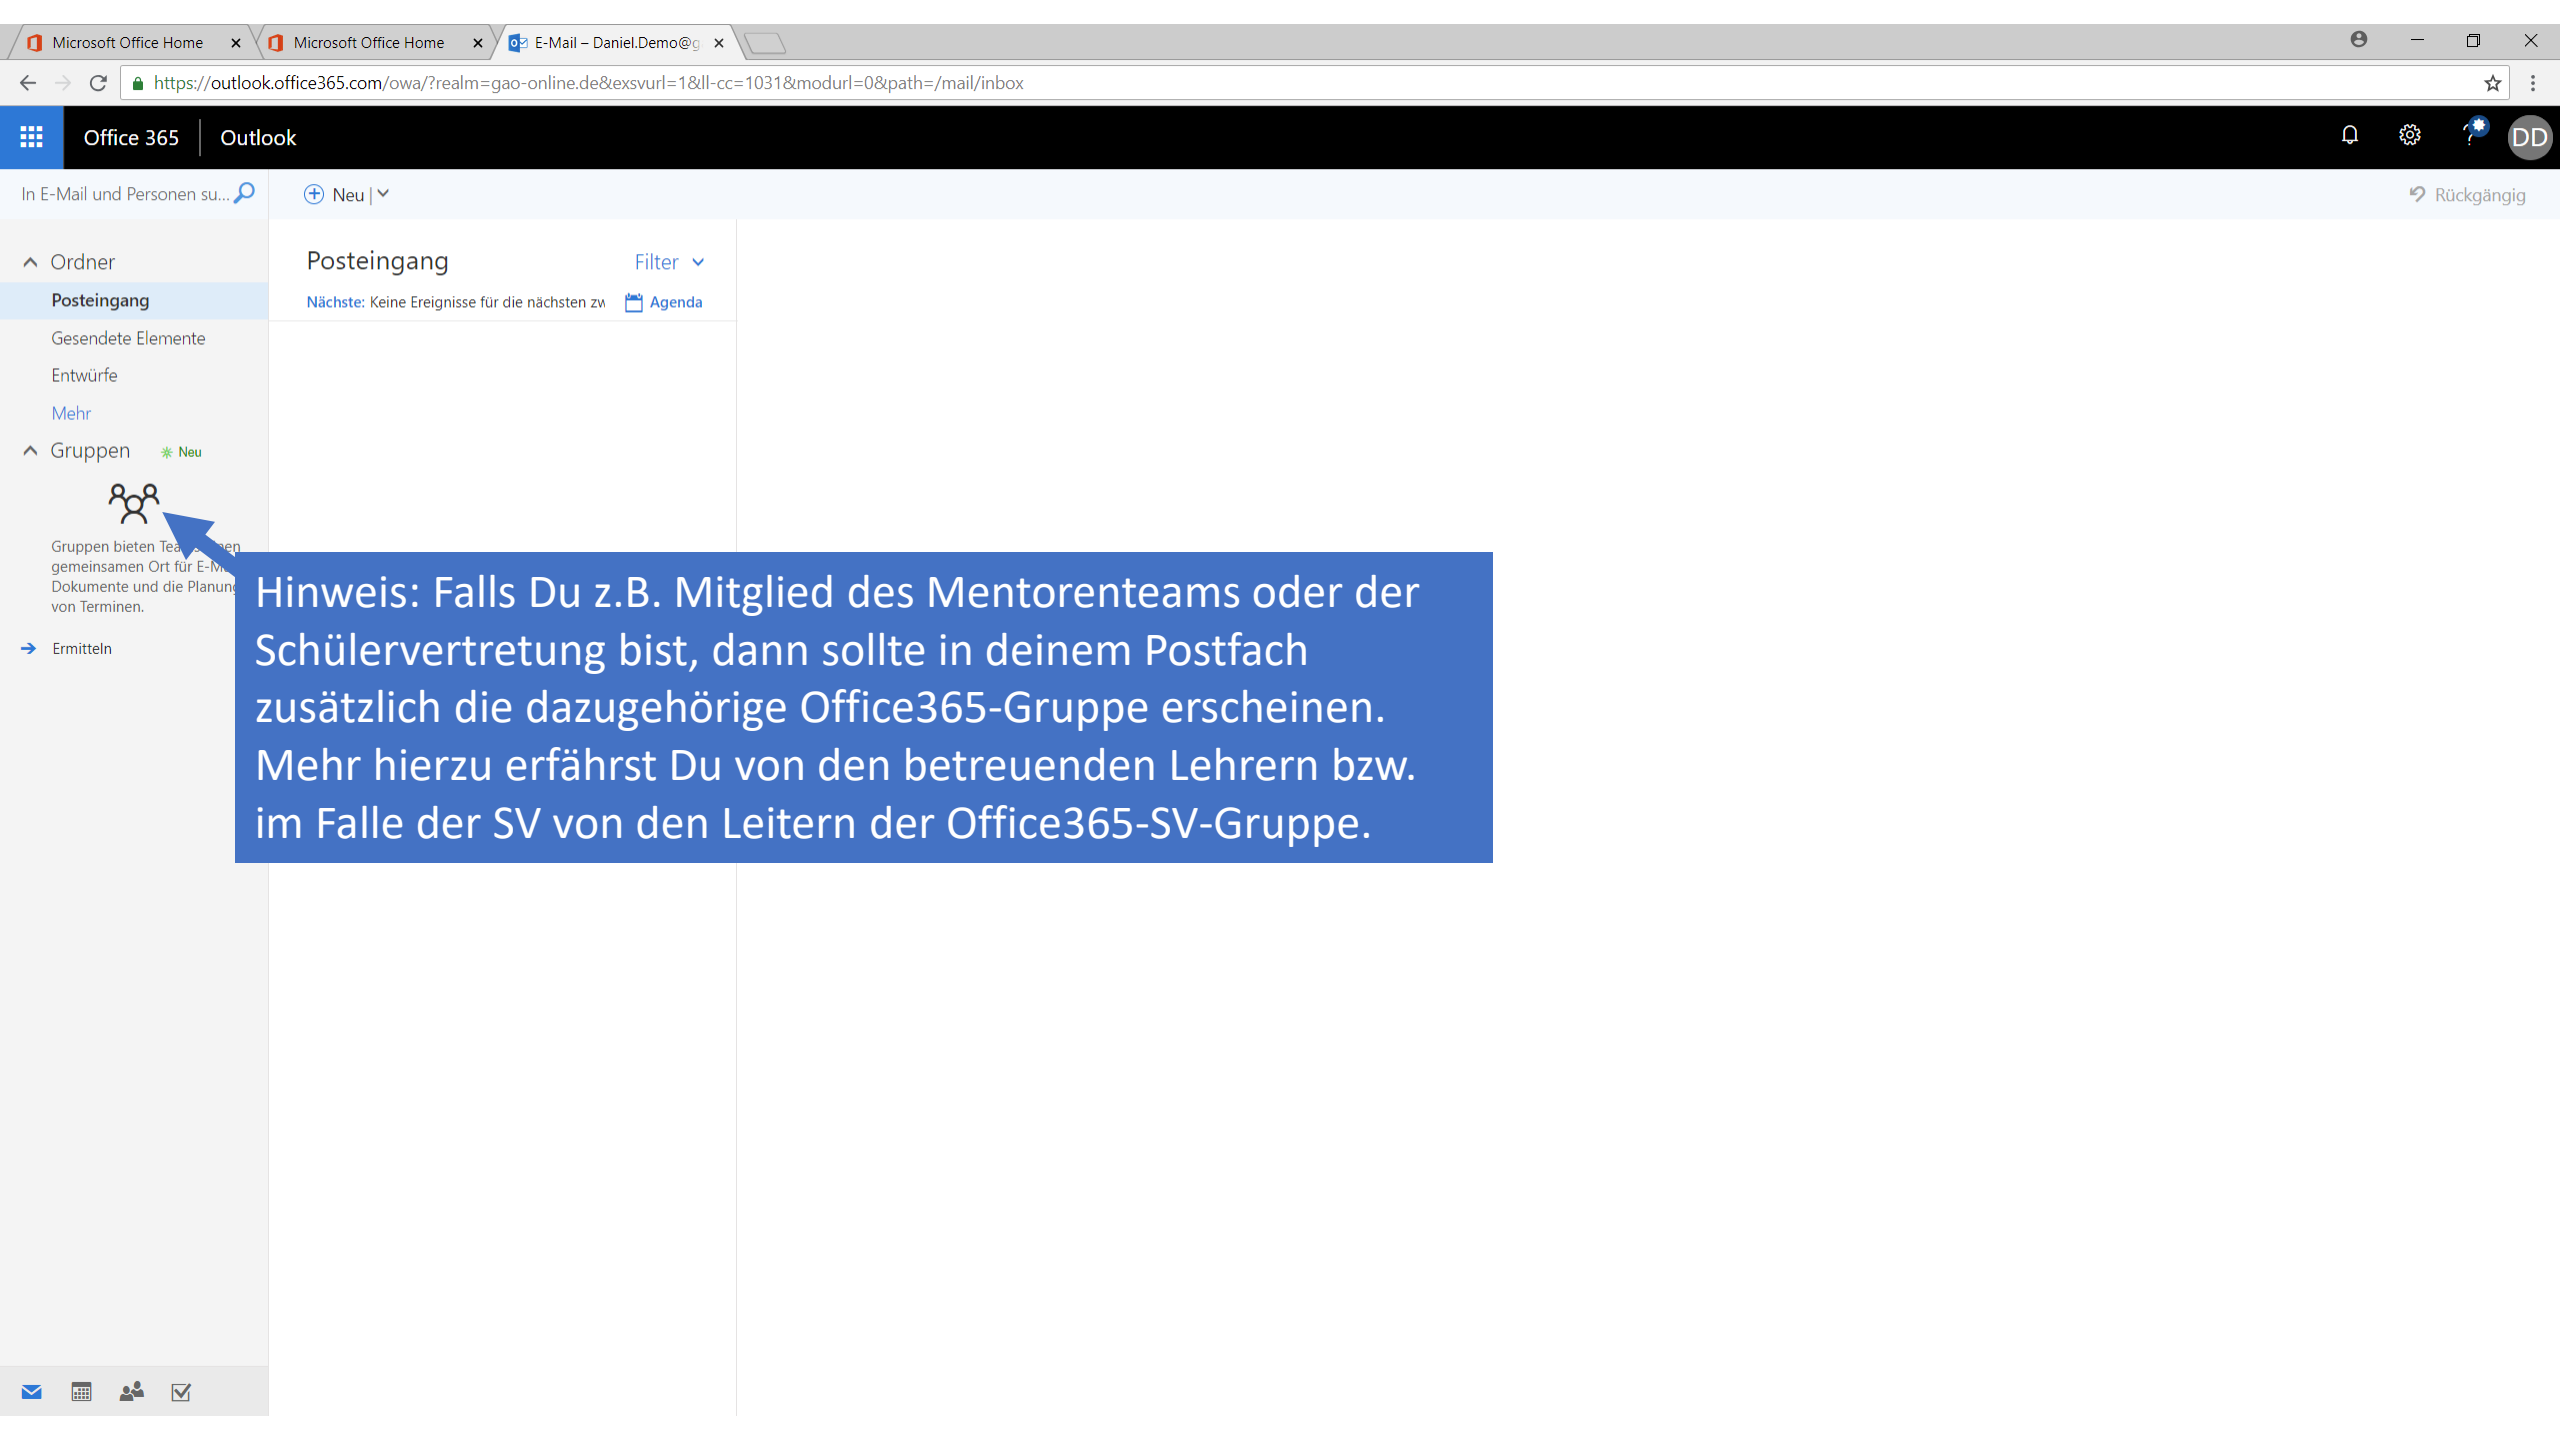 Microsoft Office Home
Microsoft Office Home
E-Mail – Daniel.Demo@g
https://outlook.office365.com/owa/?realm=gao-online.de&exsvurl=1&ll-cc=1031&modurl=0&path=/mail/inbox
Office 365 Outlook
DD
In E-Mail und Personen su...
Neu
Rückgängig
Ordner
Posteingang
Gesendete Elemente
Entwürfe
Mehr
Gruppen Neu
Gruppen bieten
gemeinsamen Ort für
Dokumente und die Planung
von Terminen.
Ermitteln
Posteingang Filter
Nächste: Keine Ereignisse für die nächsten zw Agenda
Hinweis: Falls Du z.B. Mitglied des Mentorenteams oder der
Schülervertretung bist, dann sollte in deinem Postfach
zusätzlich die dazugehörige Office365-Gruppe erscheinen.
Mehr hierzu erfährst Du von den betreuenden Lehrern bzw.
im Falle der SV von den Leitern der Office365-SV-Gruppe.